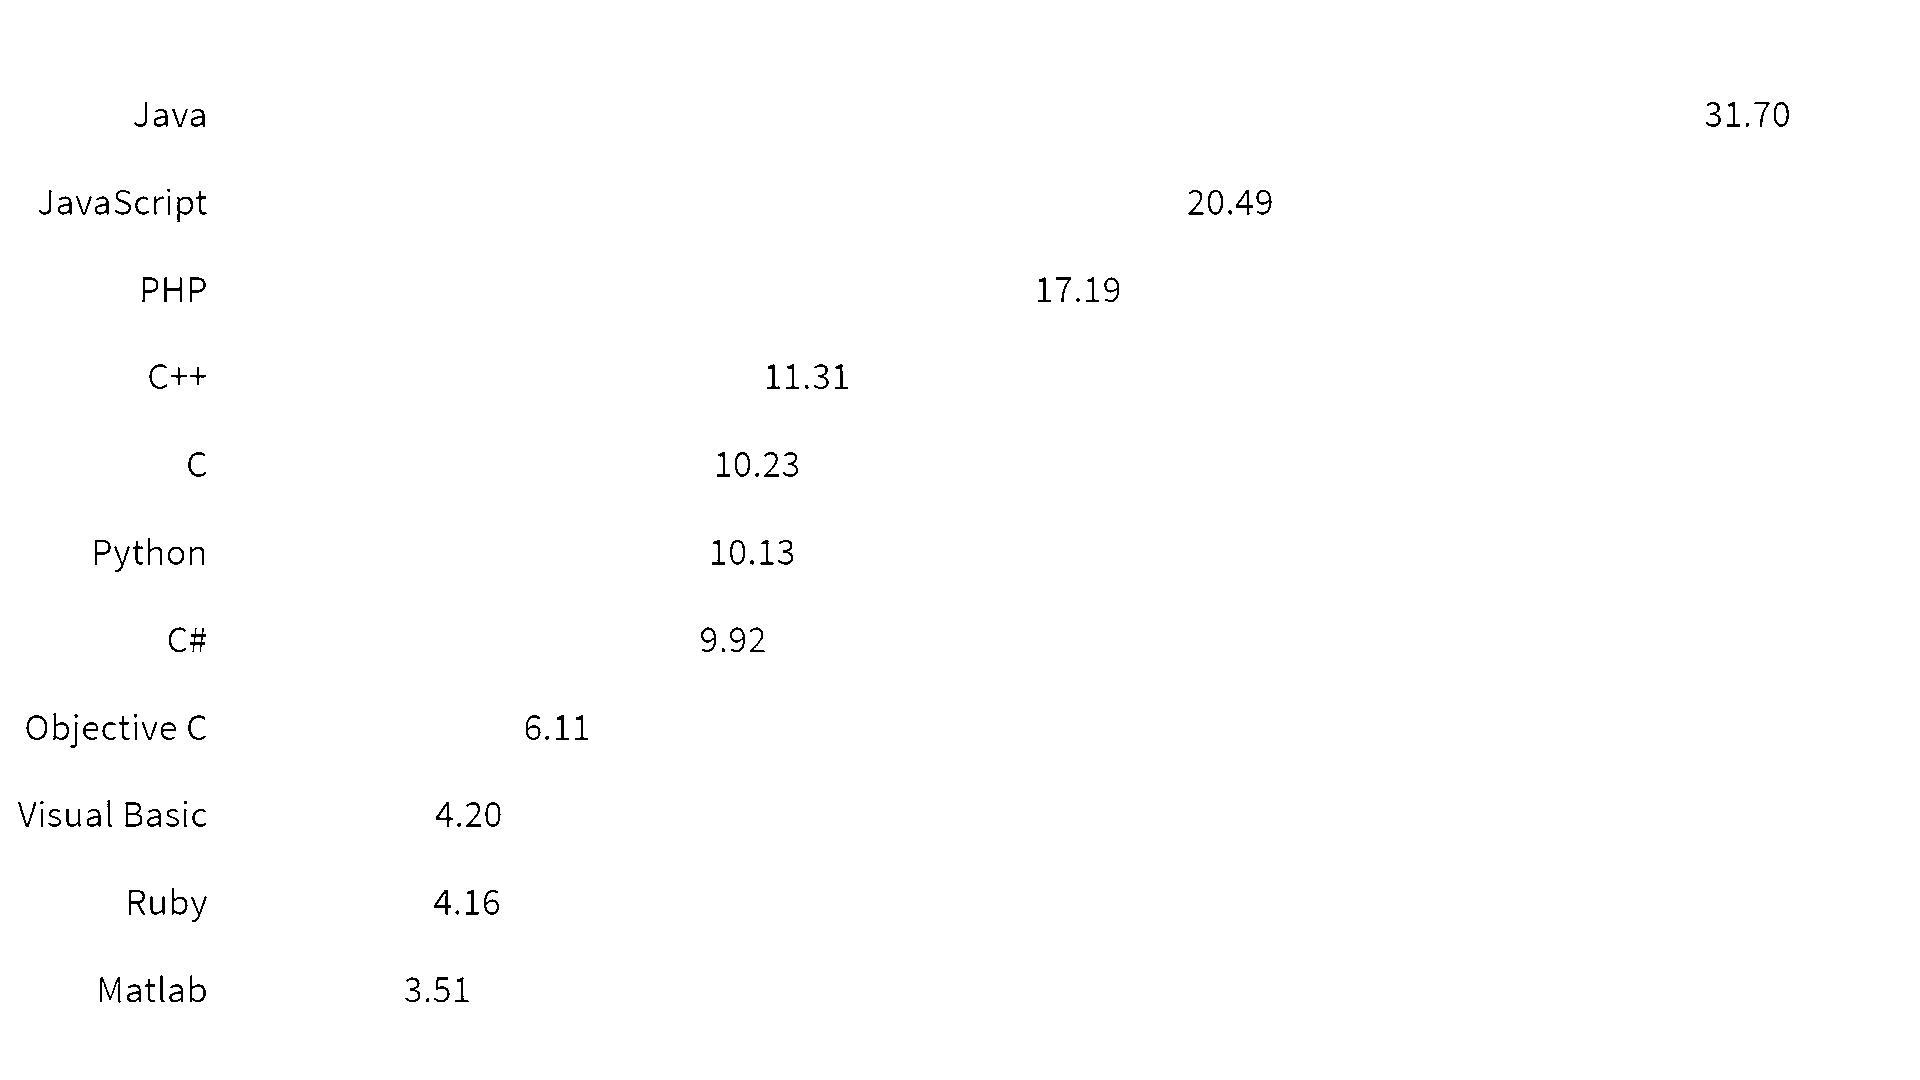 Java 31.70
JavaScript 20.49
PHP 17.19
C++ 11.31
C 10.23
Python 10.13
C# 9.92
Objective C 6.11
Visual Basic 4.20
Ruby 4.16
Matlab 3.51